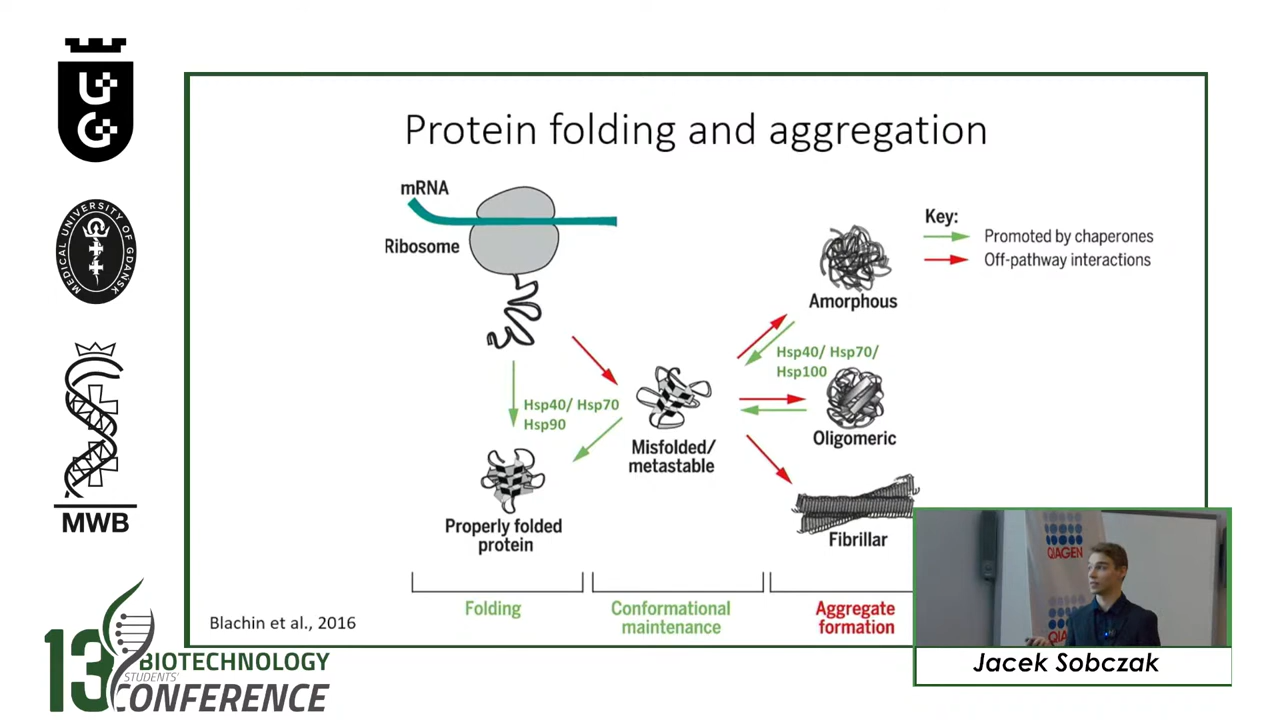 UG
MEDICAL UNIVERSITY OF GDANSK
MWB
13
BIOTECHNOLOGY
STUDENTS'
CONFERENCE
Protein folding and aggregation
mRNA
Ribosome
Key:
Promoted by chaperones
Off-pathway interactions
Amorphous
Hsp40/ Hsp70/
Hsp100
Hsp40/ Hsp70
Hsp90
Oligomeric
Misfolded/
metastable
Properly folded
protein
Fibrillar
Folding
Conformational
maintenance
Aggregate
formation
Blachin et al., 2016
QIAGEN
QIA
Jacek Sobczak